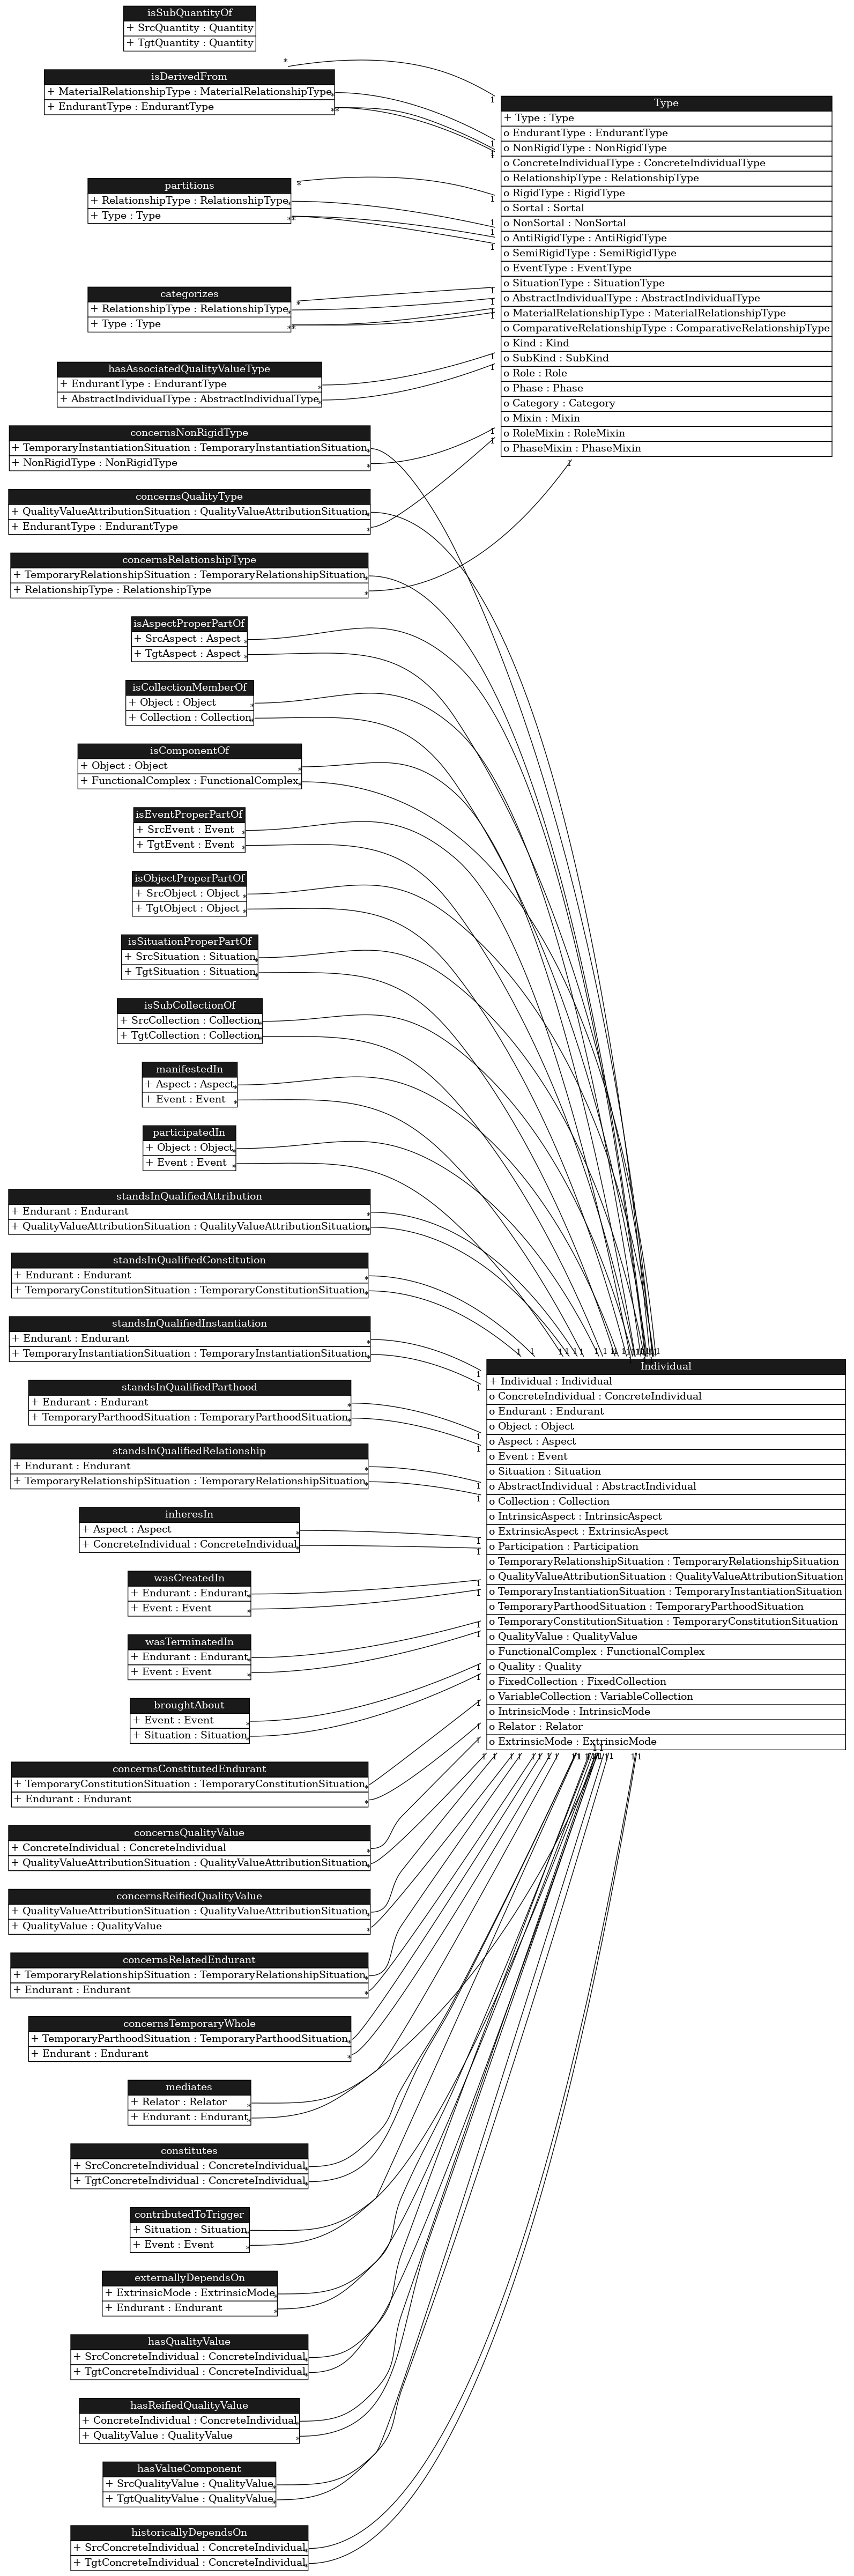 isSubQuantityOf
+ SrcQuantity : Quantity
+ TgtQuantity : Quantity
isDerivedFrom
+ MaterialRelationshipType : MaterialRelationshipType
+ EndurantType : EndurantType
partitions
+ RelationshipType : RelationshipType
+ Type : Type
categorizes
+ RelationshipType : RelationshipType
+ Type : Type
hasAssociatedQualityValueType
+ EndurantType : EndurantType
+ AbstractIndividualType : AbstractIndividualType
concernsNonRigidType
+ TemporaryInstantiationSituation : TemporaryInstantiationSituation
+ NonRigidType : NonRigidType
concernsQualityType
+ QualityValueAttributionSituation : QualityValueAttributionSituation
+ EndurantType : EndurantType
concernsRelationshipType
+ TemporaryRelationshipSituation : TemporaryRelationshipSituation
+ RelationshipType : RelationshipType
isAspectProperPartOf
+ SrcAspect : Aspect
+ TgtAspect : Aspect
isCollectionMemberOf
+ Object : Object
+ Collection : Collection
isComponentOf
+ Object : Object
+ FunctionalComplex : FunctionalComplex
isEventProperPartOf
+ SrcEvent : Event
+ TgtEvent : Event
isObjectProperPartOf
+ SrcObject : Object
+ TgtObject : Object
isSituationProperPartOf
+ SrcSituation : Situation
+ TgtSituation : Situation
isSubCollectionOf
+ SrcCollection : Collection
+ TgtCollection : Collection
manifestedIn
+ Aspect : Aspect
+ Event : Event
participatedIn
+ Object : Object
+ Event : Event
standsInQualifiedAttribution
+ Endurant : Endurant
+ QualityValueAttributionSituation : QualityValueAttributionSituation
standsInQualifiedConstitution
+ Endurant : Endurant
+ TemporaryConstitutionSituation : TemporaryConstitutionSituation
standsInQualifiedInstantiation
+ Endurant : Endurant
+ TemporaryInstantiationSituation : TemporaryInstantiationSituation
standsInQualifiedParthood
+ Endurant : Endurant
+ TemporaryParthoodSituation : TemporaryParthoodSituation
standsInQualifiedRelationship
+ Endurant : Endurant
+ TemporaryRelationshipSituation : TemporaryRelationshipSituation
inheresIn
+ Aspect : Aspect
+ ConcreteIndividual : ConcreteIndividual
wasCreatedIn
+ Endurant : Endurant
+ Event : Event
wasTerminatedIn
+ Endurant : Endurant
+ Event : Event
broughtAbout
+ Event : Event
+ Situation : Situation
concernsConstitutedEndurant
+ TemporaryConstitutionSituation : TemporaryConstitutionSituation
+ Endurant : Endurant
concernsQualityValue
+ ConcreteIndividual : ConcreteIndividual
+ QualityValueAttributionSituation : QualityValueAttributionSituation
concernsReifiedQualityValue
+ QualityValueAttributionSituation : QualityValueAttributionSituation
+ QualityValue : QualityValue
concernsRelatedEndurant
+ TemporaryRelationshipSituation : TemporaryRelationshipSituation
+ Endurant : Endurant
concernsTemporaryWhole
+ TemporaryParthoodSituation : TemporaryParthoodSituation
+ Endurant : Endurant
mediates
+ Relator : Relator
+ Endurant : Endurant
constitutes
+ SrcConcreteIndividual : ConcreteIndividual
+ TgtConcreteIndividual : ConcreteIndividual
contributedToTrigger
+ Situation : Situation
+ Event : Event
externallyDependsOn
+ ExtrinsicMode : ExtrinsicMode
+ Endurant : Endurant
hasQualityValue
+ SrcConcreteIndividual : ConcreteIndividual
+ TgtConcreteIndividual : ConcreteIndividual
hasReifiedQualityValue
+ ConcreteIndividual : ConcreteIndividual
+ QualityValue : QualityValue
hasValueComponent
+ SrcQualityValue : QualityValue
+ TgtQualityValue : QualityValue
historicallyDependsOn
+ SrcConcreteIndividual : ConcreteIndividual
+ TgtConcreteIndividual : ConcreteIndividual
Type
+ Type : Type
o EndurantType : EndurantType
o NonRigidType : NonRigidType
o ConcreteIndividualType : ConcreteIndividualType
o RelationshipType : RelationshipType
o RigidType : RigidType
o Sortal : Sortal
o NonSortal : NonSortal
o AntiRigidType : AntiRigidType
o SemiRigidType : SemiRigidType
o EventType : EventType
o SituationType : SituationType
o AbstractIndividualType : AbstractIndividualType
o MaterialRelationshipType : MaterialRelationshipType
o ComparativeRelationshipType : ComparativeRelationshipType
o Kind : Kind
o SubKind : SubKind
o Role : Role
o Phase : Phase
o Category : Category
o Mixin : Mixin
o RoleMixin : RoleMixin
o PhaseMixin : PhaseMixin
Individual
+ Individual : Individual
o ConcreteIndividual : ConcreteIndividual
o Endurant : Endurant
o Object : Object
o Aspect : Aspect
o Event : Event
o Situation : Situation
o AbstractIndividual : AbstractIndividual
o Collection : Collection
o IntrinsicAspect : IntrinsicAspect
o ExtrinsicAspect : ExtrinsicAspect
o Participation : Participation
o TemporaryRelationshipSituation : TemporaryRelationshipSituation
o QualityValueAttributionSituation : QualityValueAttributionSituation
o TemporaryInstantiationSituation : TemporaryInstantiationSituation
o TemporaryParthoodSituation : TemporaryParthoodSituation
o TemporaryConstitutionSituation : TemporaryConstitutionSituation
o QualityValue : QualityValue
o FunctionalComplex : FunctionalComplex
o Quality : Quality
o FixedCollection : FixedCollection
o VariableCollection : VariableCollection
o IntrinsicMode : IntrinsicMode
o Relator : Relator
o ExtrinsicMode : ExtrinsicMode